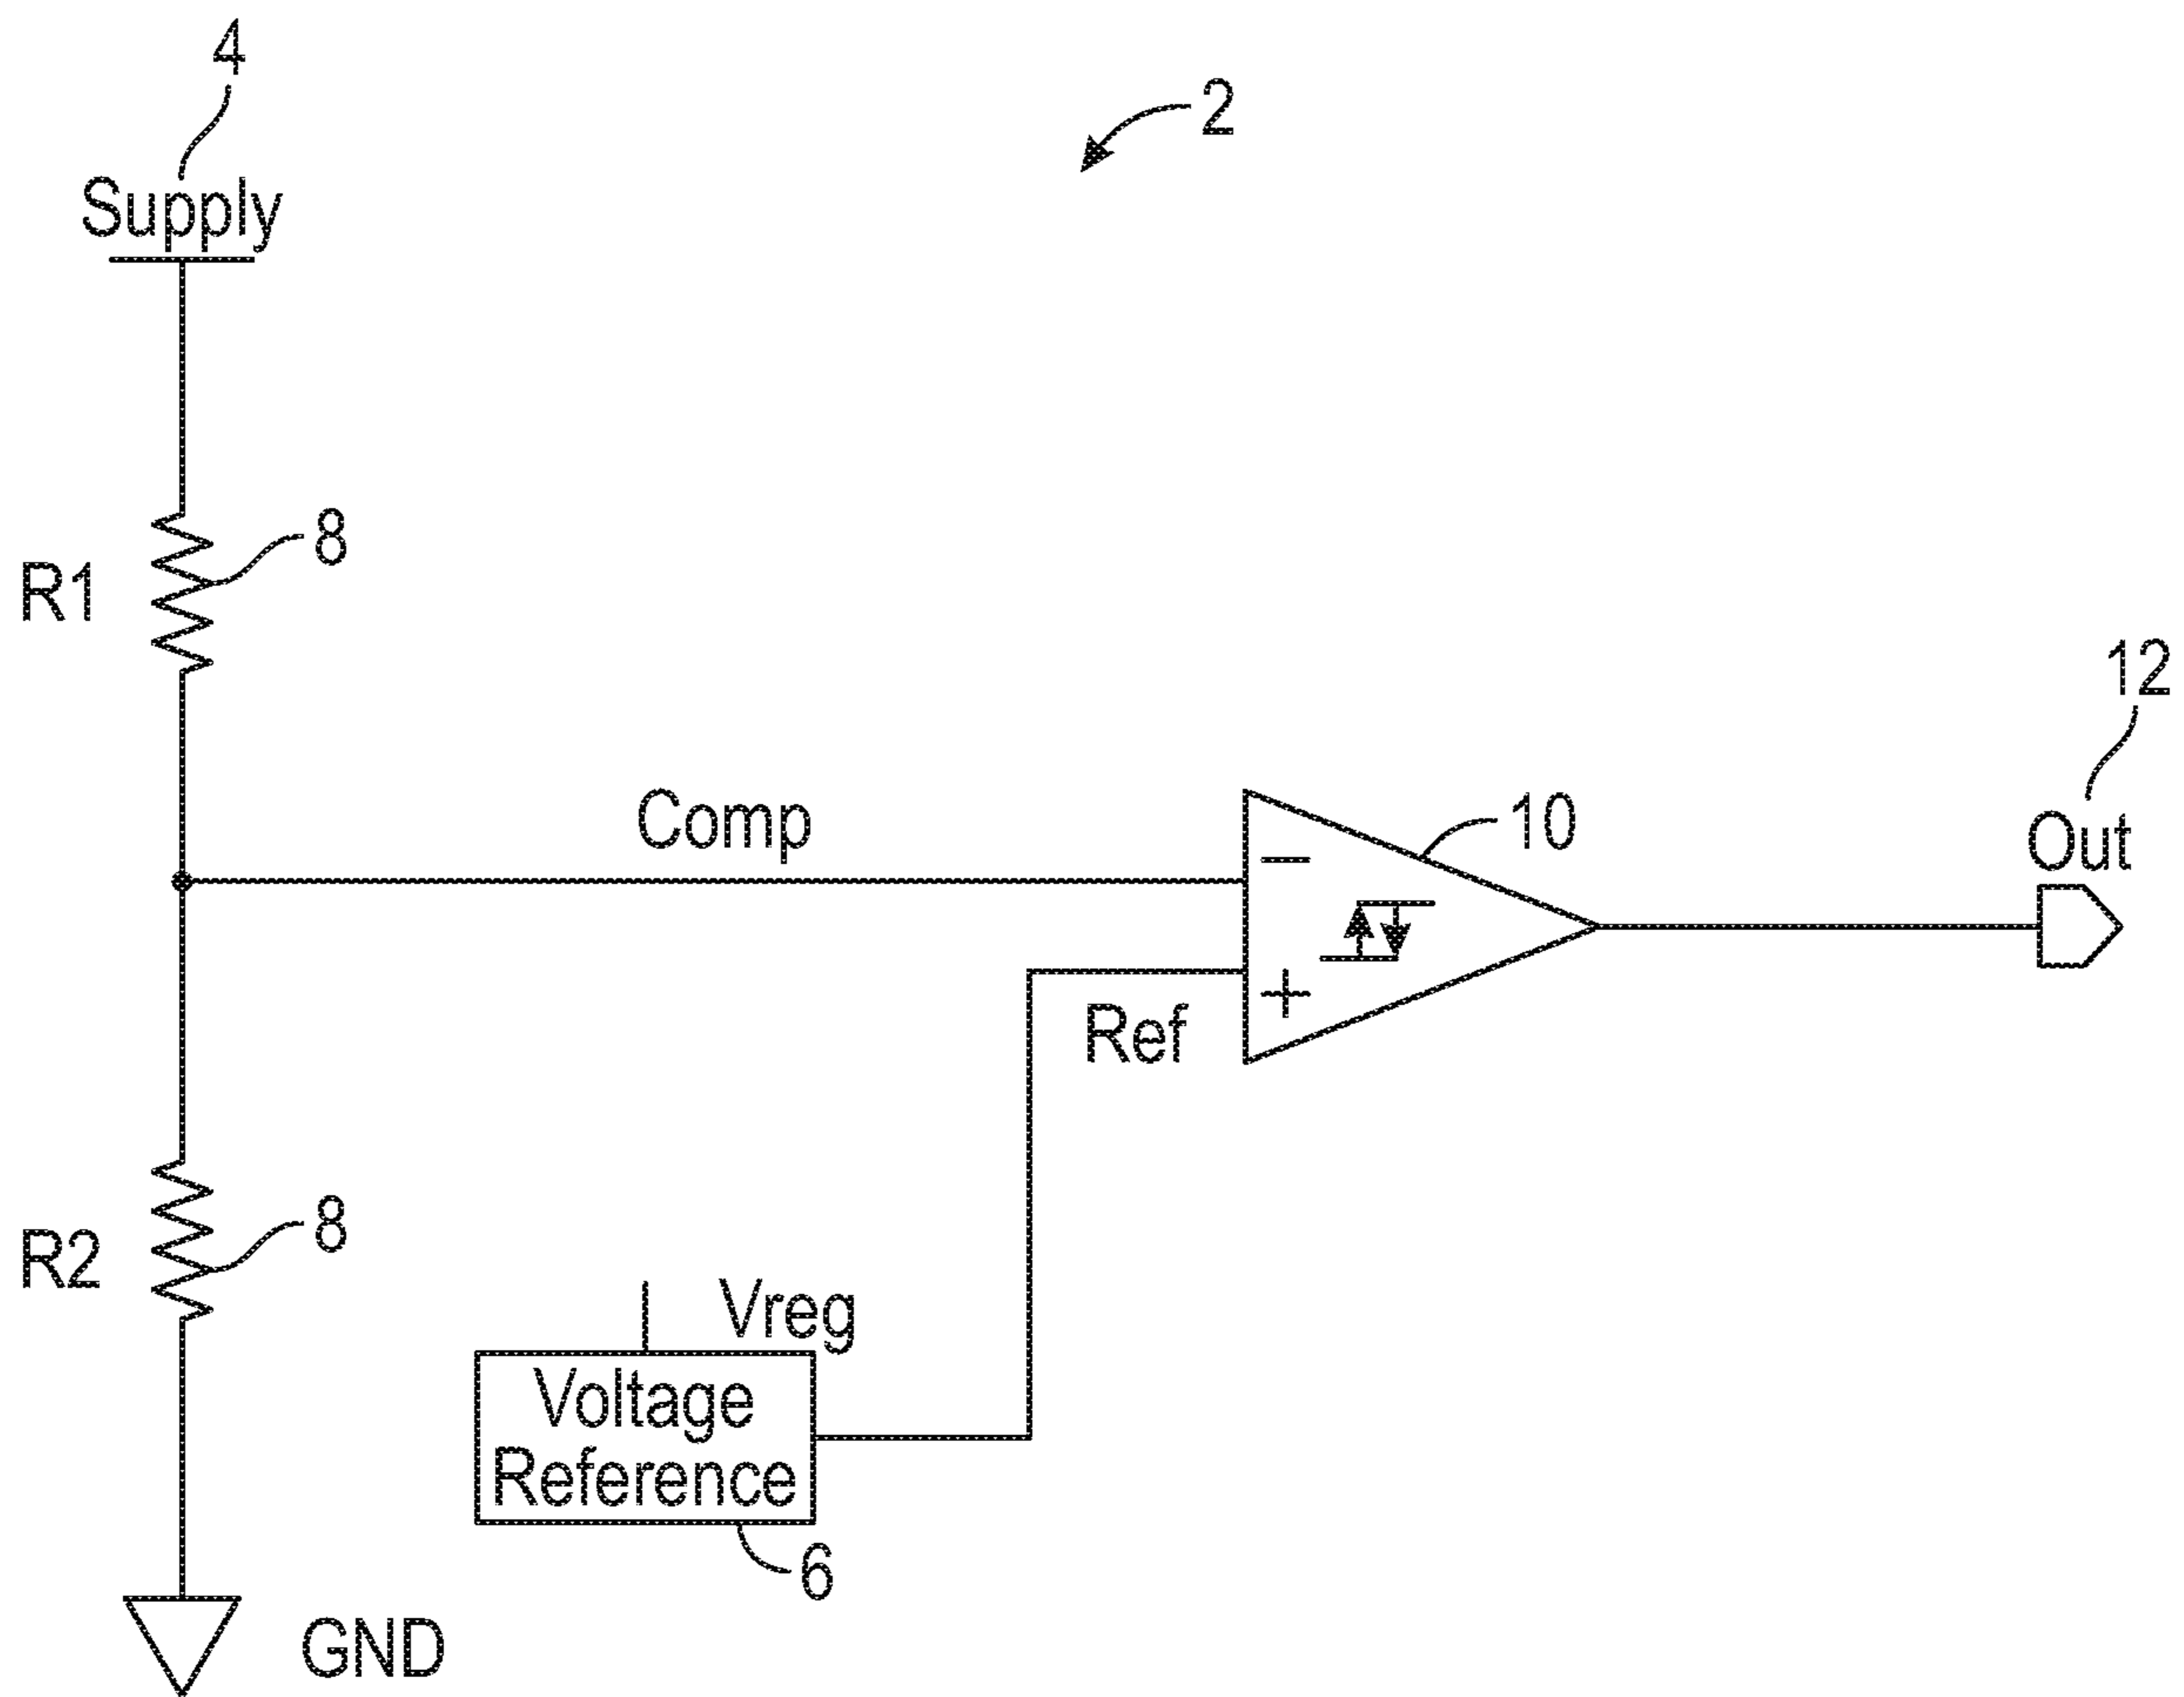 4
2
Supply
8
R1
12
Comp
10
Out
−
+
Ref
8
R2
Vreg
Voltage
Reference
6
GND